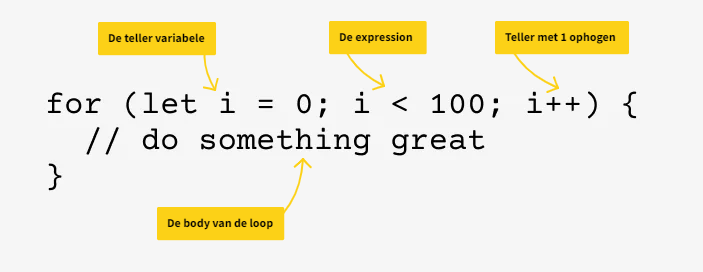 De teller variabele
De expression
Teller met 1 ophogen
for (let i = 0; i < 100; i++) {
// do something great
}
De body van de loop